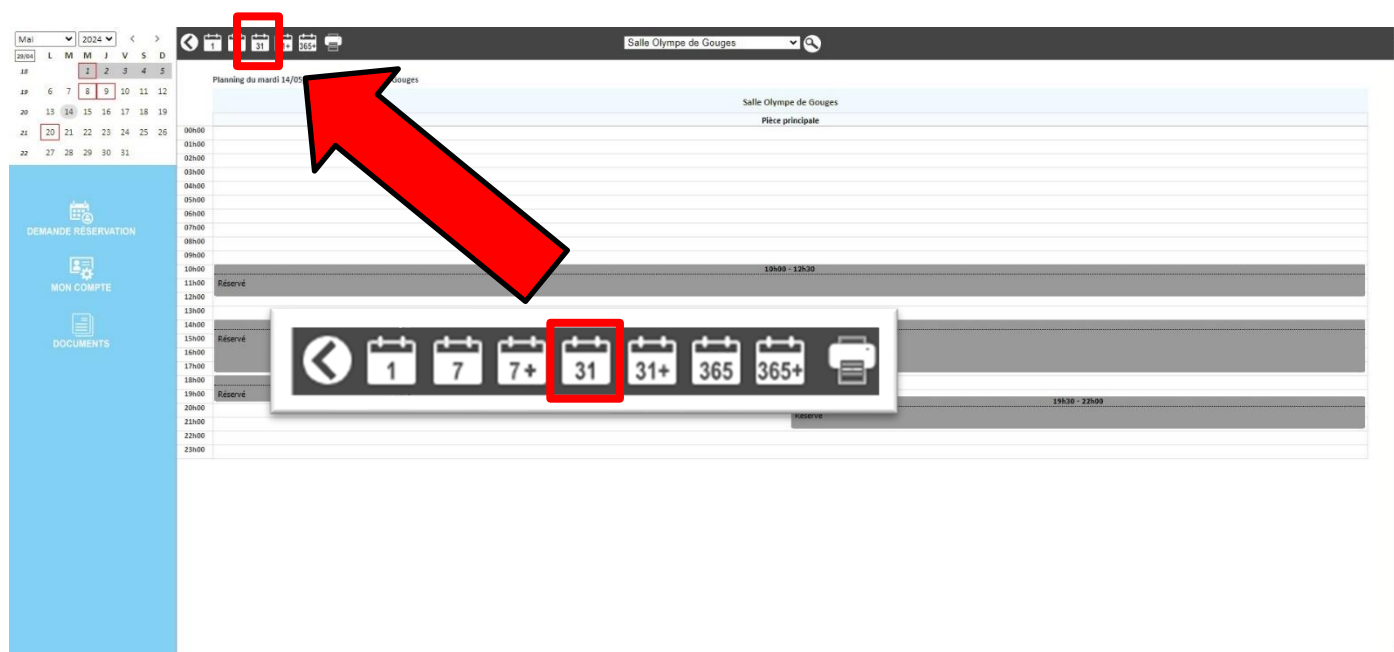 Mai 2024 < >
29/04 L M M J V S D
18 1 2 3 4 5
19 6 7 8 9 10 11 12
20 13 14 15 16 17 18 19
21 20 21 22 23 24 25 26
22 27 28 29 30 31
DEMANDE RÉSERVATION
MON COMPTE
DOCUMENTS
1 31 365+
Salle Olympe de Gouges
Planning du mardi 14/05 Gouges
Salle Olympe de Gouges
Pièce principale
00h00
01h00
02h00
03h00
04h00
05h00
06h00
07h00
08h00
09h00
10h00 10h00 - 12h30
11h00 Réservé
12h00
13h00
14h00
15h00 Réservé
16h00
17h00
18h00
19h00 Réservé
19h30 - 22h00
20h00
21h00 Réservé
22h00
23h00
1 7 7+ 31 31+ 365 365+